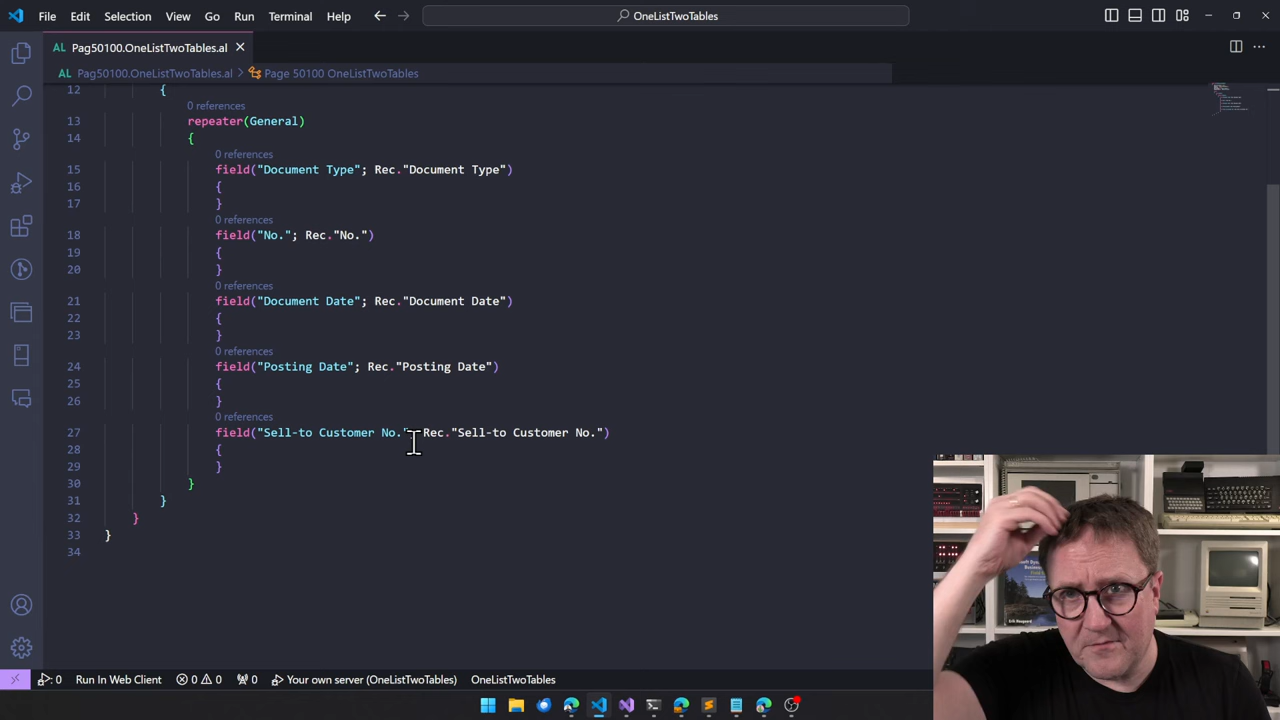 File Edit Selection View Go Run Terminal Help
OneListTwoTables
AL Pag50100.OneListTwoTables.al
AL Pag50100.OneListTwoTables.al > Page 50100 OneListTwoTables
12 {
0 references
13 repeater(General)
14 {
0 references
15 field("Document Type"; Rec."Document Type")
16 {
17 }
0 references
18 field("No."; Rec."No.")
19 {
20 }
0 references
21 field("Document Date"; Rec."Document Date")
22 {
23 }
0 references
24 field("Posting Date"; Rec."Posting Date")
25 {
26 }
0 references
27 field("Sell-to Customer No."; Rec."Sell-to Customer No.")
28 {
29 }
30 }
31 }
32 }
33 }
34
0 Run In Web Client 0 0 0 Your own server (OneListTwoTables) OneListTwoTables